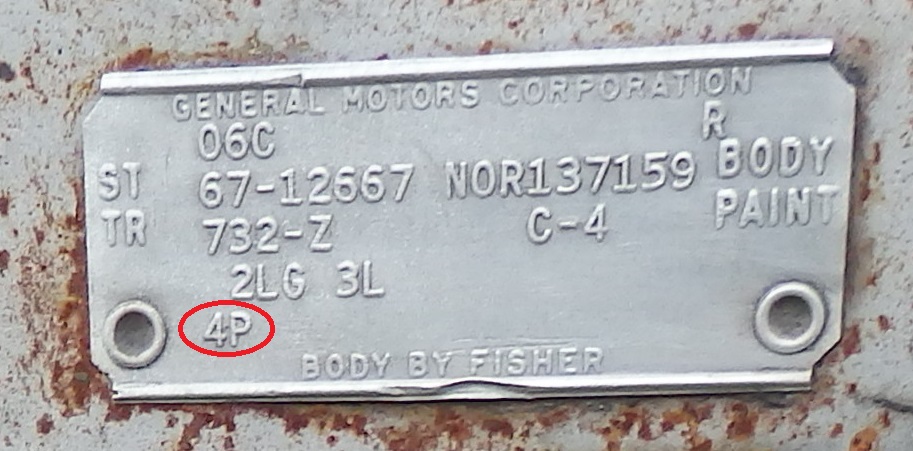 GENERAL MOTORS CORPORATION
06C R
ST 67-12667 NOR137159 BODY
TR 732-Z C-4 PAINT
2LG 3L
4P
BODY BY FISHER